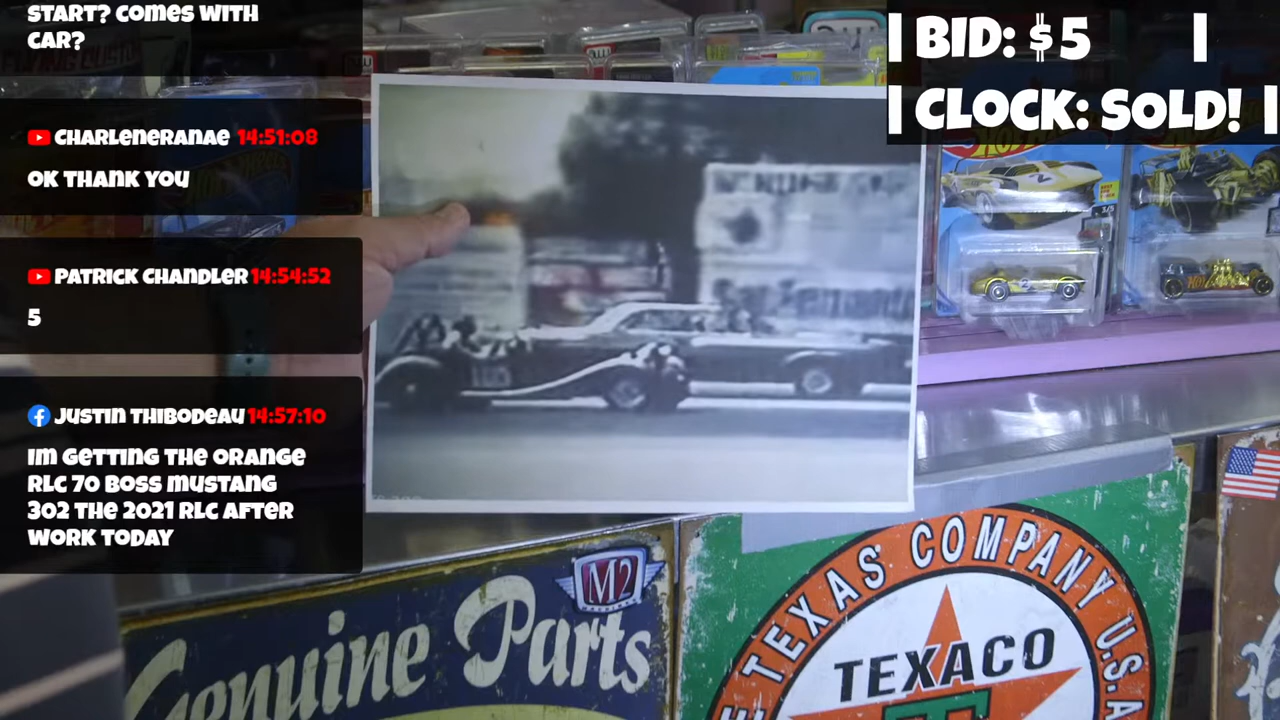 START? COMES WITH
CAR?
CHARLENERANAE 14:51:08
OK THANK YOU
PATRICK CHANDLER 14:54:52
5
JUSTIN THIBODEAU 14:57:10
IM GETTING THE ORANGE
RLC 70 BOSS MUSTANG
302 THE 2021 RLC AFTER
WORK TODAY
| BID: $5 |
| CLOCK: SOLD! |
Genuine Parts
M2
TEXAS COMPANY U.S.A
TEXACO
T